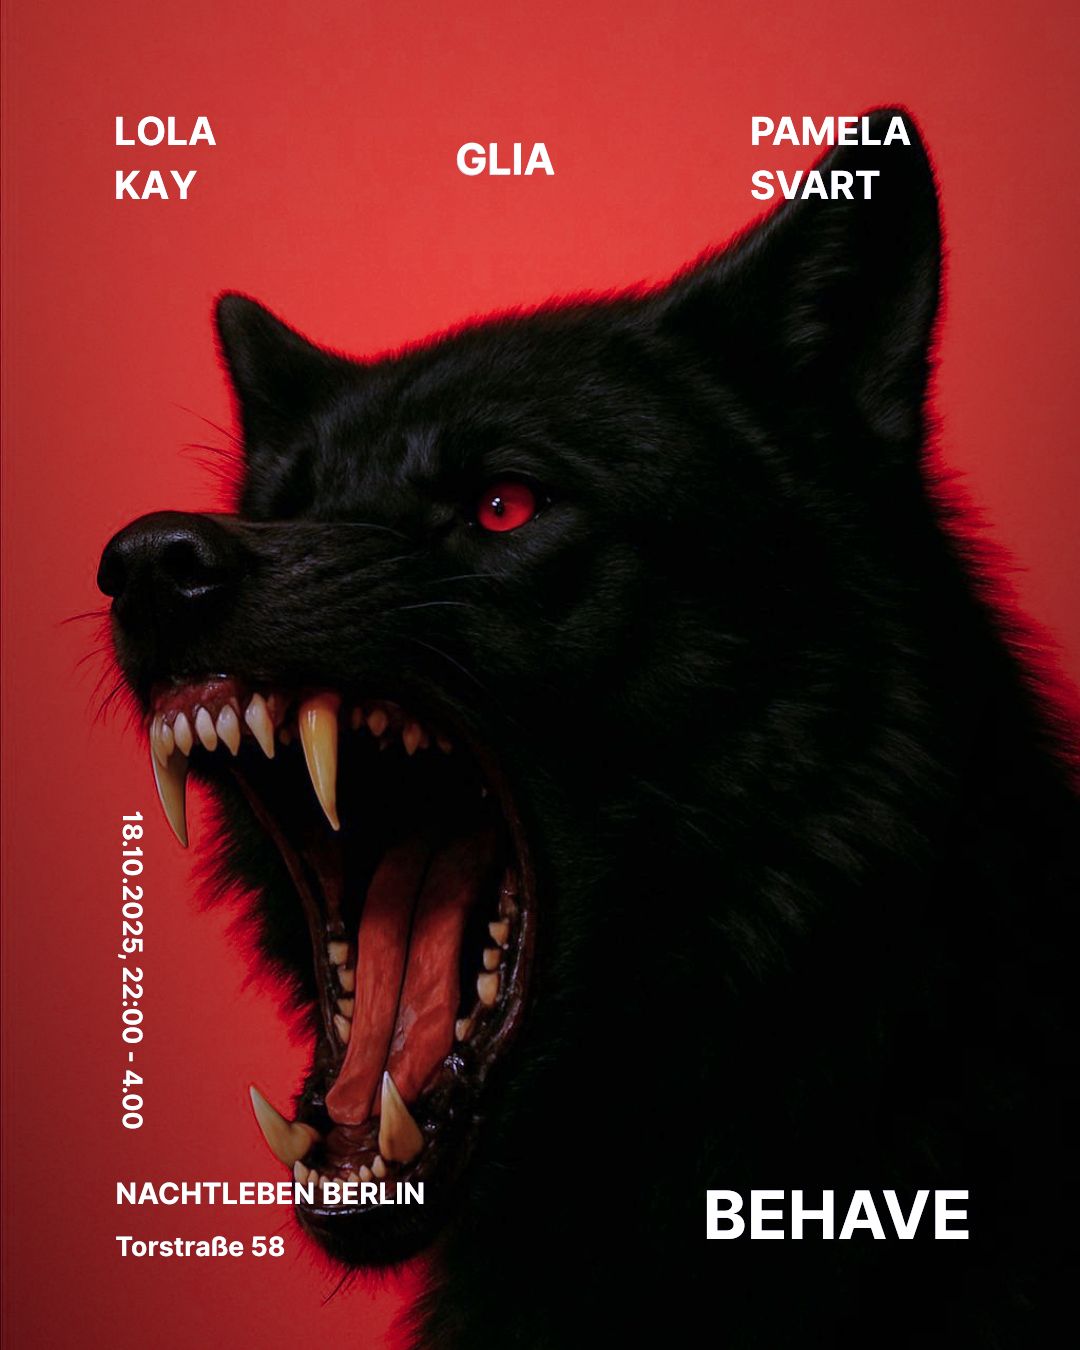 LOLA
KAY
GLIA
PAMELA
SVART
18.10.2025, 22:00 - 4.00
NACHTLEBEN BERLIN
Torstraße 58
BEHAVE